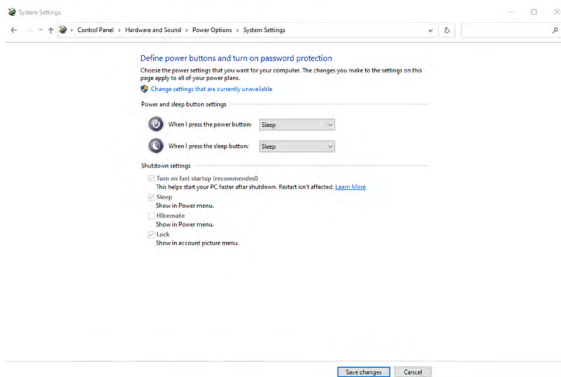 System Settings
Control Panel > Hardware and Sound > Power Options > System Settings
Define power buttons and turn on password protection
Choose the power settings that you want for your computer. The changes you make to the settings on this
page apply to all of your power plans.
Change settings that are currently unavailable
Power and sleep button settings
When I press the power button: Sleep
When I press the sleep button: Sleep
Shutdown settings
Turn on fast startup (recommended)
This helps start your PC faster after shutdown. Restart isn't affected. Learn More
Sleep
Show in Power menu.
Hibernate
Show in Power menu.
Lock
Show in account picture menu.
Save changes Cancel